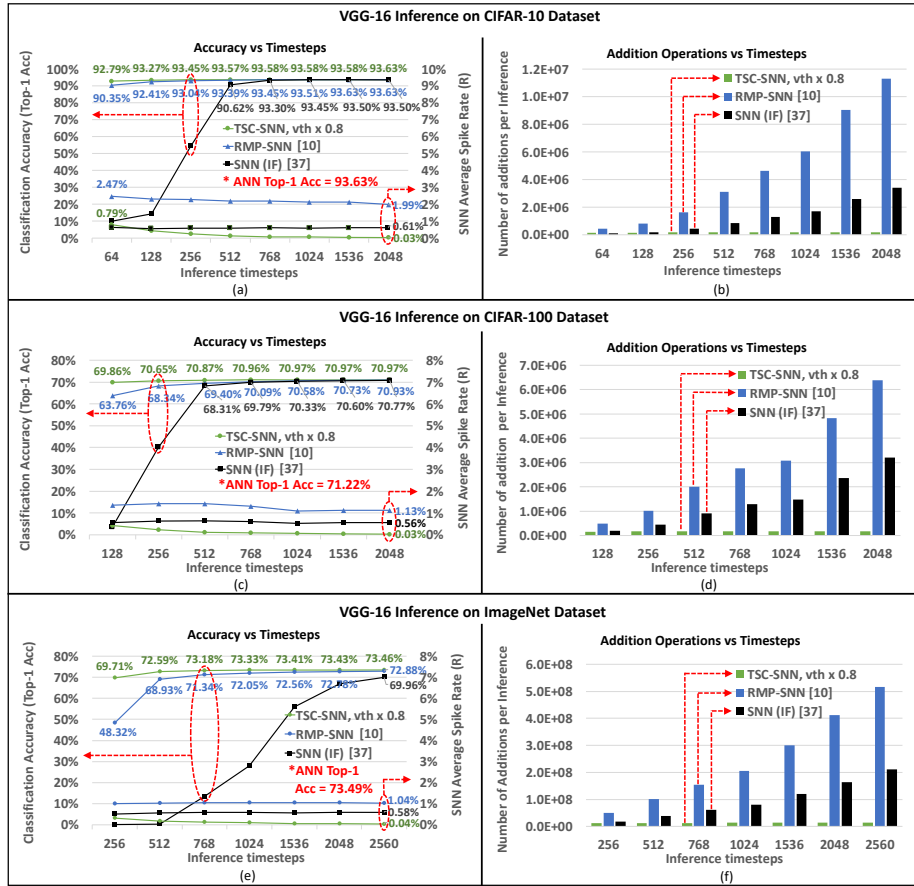 VGG-16 Inference on CIFAR-10 Dataset
Accuracy vs Timesteps
92.79% 93.27% 93.45% 93.57% 93.58% 93.58% 93.58% 93.63%
90.35% 92.41% 93.04% 93.39% 93.45% 93.51% 93.63% 93.63%
90.62% 93.30% 93.45% 93.50% 93.50%
Classification Accuracy (Top-1 Acc)
100%
90%
80%
70%
60%
50%
40%
30%
20%
10%
0%
TSC-SNN, vth x 0.8
RMP-SNN [10]
SNN (IF) [37]
* ANN Top-1 Acc = 93.63%
2.47%
0.79%
1.99%
0.61%
0.03%
10%
9%
8%
7%
6%
5%
4%
3%
2%
1%
0%
SNN Average Spike Rate (R)
64 128 256 512 768 1024 1536 2048
Inference timesteps
(a)
Addition Operations vs Timesteps
Number of additions per Inference
1.2E+07
1.0E+07
8.0E+06
6.0E+06
4.0E+06
2.0E+06
0.0E+00
TSC-SNN, vth x 0.8
RMP-SNN [10]
SNN (IF) [37]
64 128 256 512 768 1024 1536 2048
Inference timesteps
(b)
VGG-16 Inference on CIFAR-100 Dataset
Accuracy vs Timesteps
69.86% 70.65% 70.87% 70.96% 70.97% 70.97% 70.97%
63.76% 68.34% 69.40% 70.09% 70.58% 70.73% 70.93%
68.31% 69.79% 70.33% 70.60% 70.77%
Classification Accuracy (Top-1 Acc)
80%
70%
60%
50%
40%
30%
20%
10%
0%
TSC-SNN, vth x 0.8
RMP-SNN [10]
SNN (IF) [37]
*ANN Top-1 Acc = 71.22%
1.13%
0.56%
0.03%
8%
7%
6%
5%
4%
3%
2%
1%
0%
SNN Average Spike Rate (R)
128 256 512 768 1024 1536 2048
Inference timesteps
(c)
Addition Operations vs Timesteps
Number of addition per Inference
7.0E+06
6.0E+06
5.0E+06
4.0E+06
3.0E+06
2.0E+06
1.0E+06
0.0E+00
TSC-SNN, vth x 0.8
RMP-SNN [10]
SNN (IF) [37]
128 256 512 768 1024 1536 2048
Inference timesteps
(d)
VGG-16 Inference on ImageNet Dataset
Accuracy vs Timesteps
69.71% 72.59% 73.18% 73.33% 73.41% 73.43% 73.46%
48.32% 68.93% 71.34% 72.05% 72.56% 72.88%
69.96%
Classification Accuracy (Top-1 Acc)
80%
70%
60%
50%
40%
30%
20%
10%
0%
TSC-SNN, vth x 0.8
RMP-SNN [10]
SNN (IF) [37]
*ANN Top-1
Acc = 73.49%
1.04%
0.58%
0.04%
8%
7%
6%
5%
4%
3%
2%
1%
0%
SNN Average Spike Rate (R)
256 512 768 1024 1536 2048 2560
Inference timesteps
(e)
Addition Operations vs Timesteps
Number of Additions per Inference
6.0E+08
5.0E+08
4.0E+08
3.0E+08
2.0E+08
1.0E+08
0.0E+00
TSC-SNN, vth x 0.8
RMP-SNN [10]
SNN (IF) [37]
256 512 768 1024 1536 2048 2560
Inference timesteps
(f)